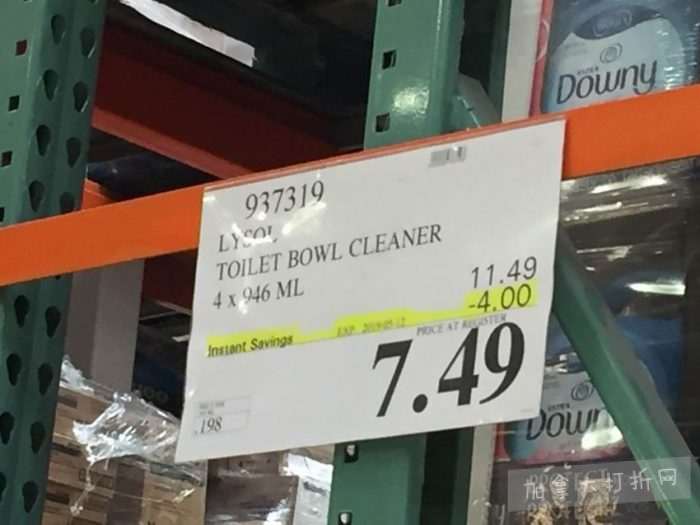 Downy
937319
LYSOL
TOILET BOWL CLEANER
4 x 946 ML
11.49
-4.00
Instant Savings
EXP. 2019-05-12
PRICE AT REGISTER
7.49
198
Downy
PROTECT
加拿大打折网